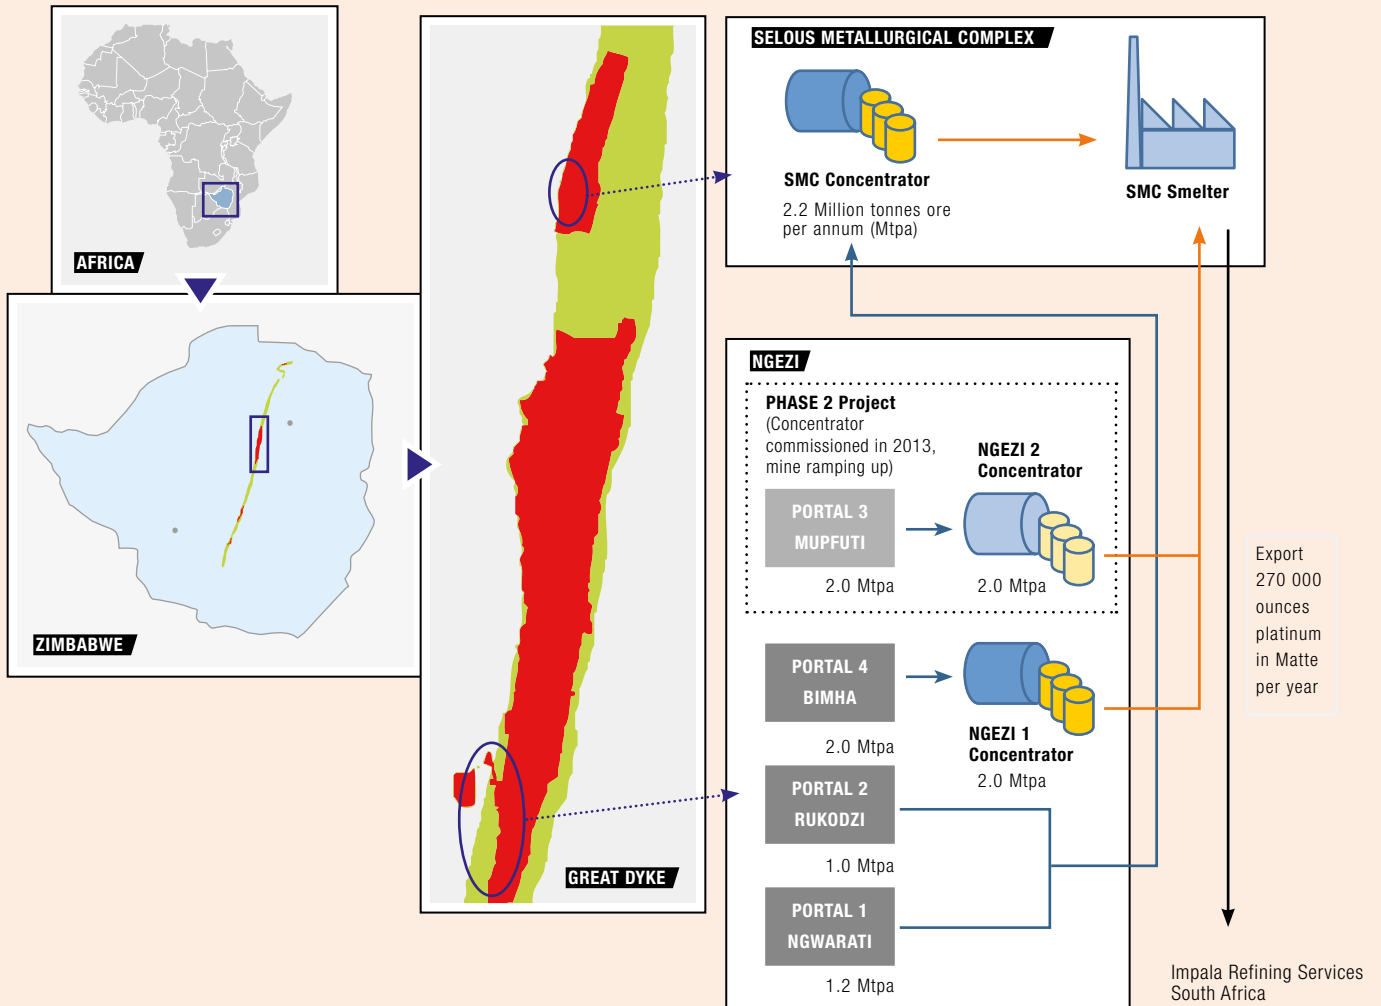 AFRICA
ZIMBABWE
GREAT DYKE
SELOUS METALLURGICAL COMPLEX
SMC Concentrator
2.2 Million tonnes ore
per annum (Mtpa)
SMC Smelter
NGEZI
PHASE 2 Project
(Concentrator
commissioned in 2013,
mine ramping up)
NGEZI 2
Concentrator
PORTAL 3
MUPFUTI
2.0 Mtpa
2.0 Mtpa
PORTAL 4
BIMHA
2.0 Mtpa
NGEZI 1
Concentrator
2.0 Mtpa
PORTAL 2
RUKODZI
1.0 Mtpa
PORTAL 1
NGWARATI
1.2 Mtpa
Export
270 000
ounces
platinum
in Matte
per year
Impala Refining Services
South Africa